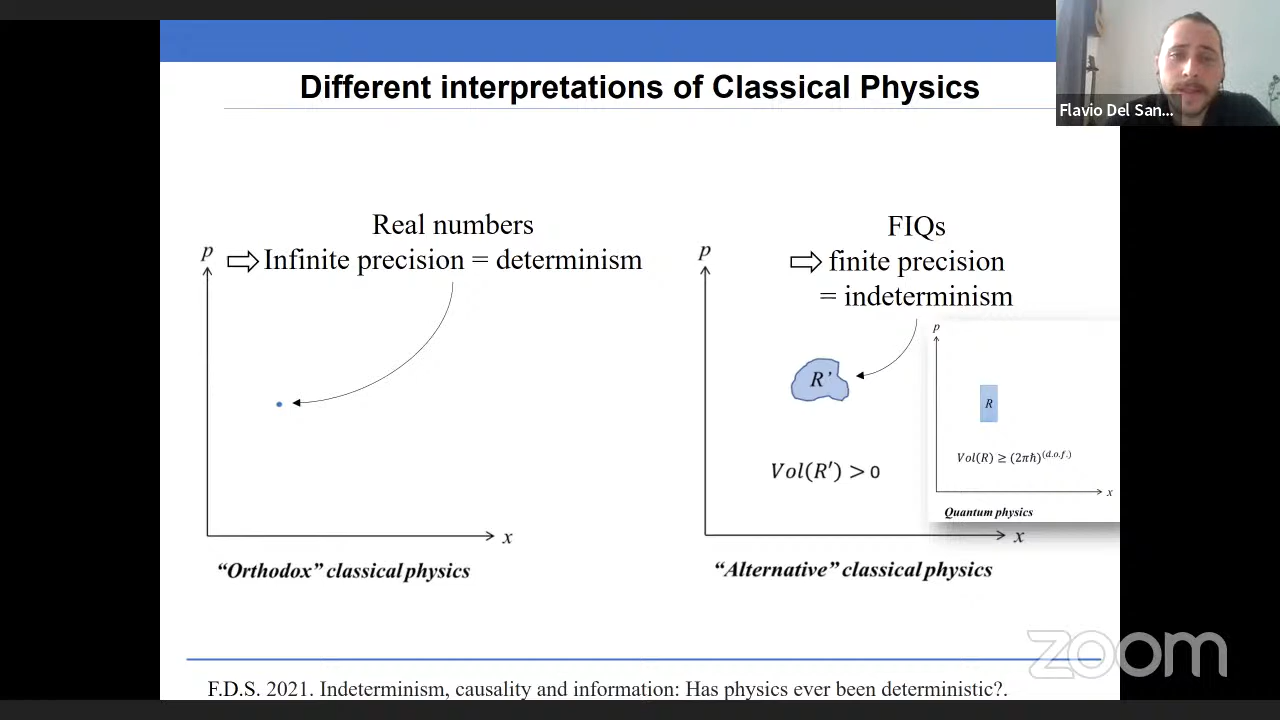 Different interpretations of Classical Physics
Flavio Del San...
Real numbers
p
⇨ Infinite precision = determinism
x
"Orthodox" classical physics
FIQs
p
⇨ finite precision
= indeterminism
R’
Vol(R′) > 0
x
"Alternative" classical physics
p
R
Vol(R) ≥ (2πℏ)^(d.o.f.)
x
Quantum physics
zoom
F.D.S. 2021. Indeterminism, causality and information: Has physics ever been deterministic?.